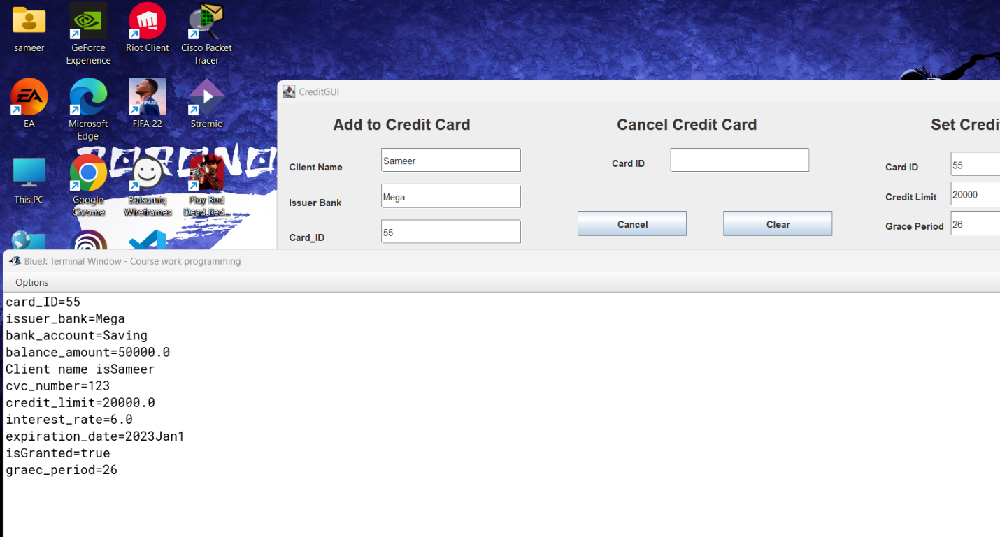 sameer
GeForce
Experience
Riot Client
Cisco Packet
Tracer
EA
EA
Microsoft
Edge
FIFA 22
FIFA 22
Stremio
This PC
Google
Chrome
Balsamiq
Wireframes
Play Red
Dead Red...
CreditGUI
Add to Credit Card
Cancel Credit Card
Set Credi
Client Name
Sameer
Card ID
Card ID
55
Issuer Bank
Mega
Credit Limit
20000
Cancel
Clear
Grace Period
26
Card_ID
55
BlueJ: Terminal Window - Course work programming
Options
card_ID=55
issuer_bank=Mega
bank_account=Saving
balance_amount=50000.0
Client name isSameer
cvc_number=123
credit_limit=20000.0
interest_rate=6.0
expiration_date=2023Jan1
isGranted=true
graec_period=26